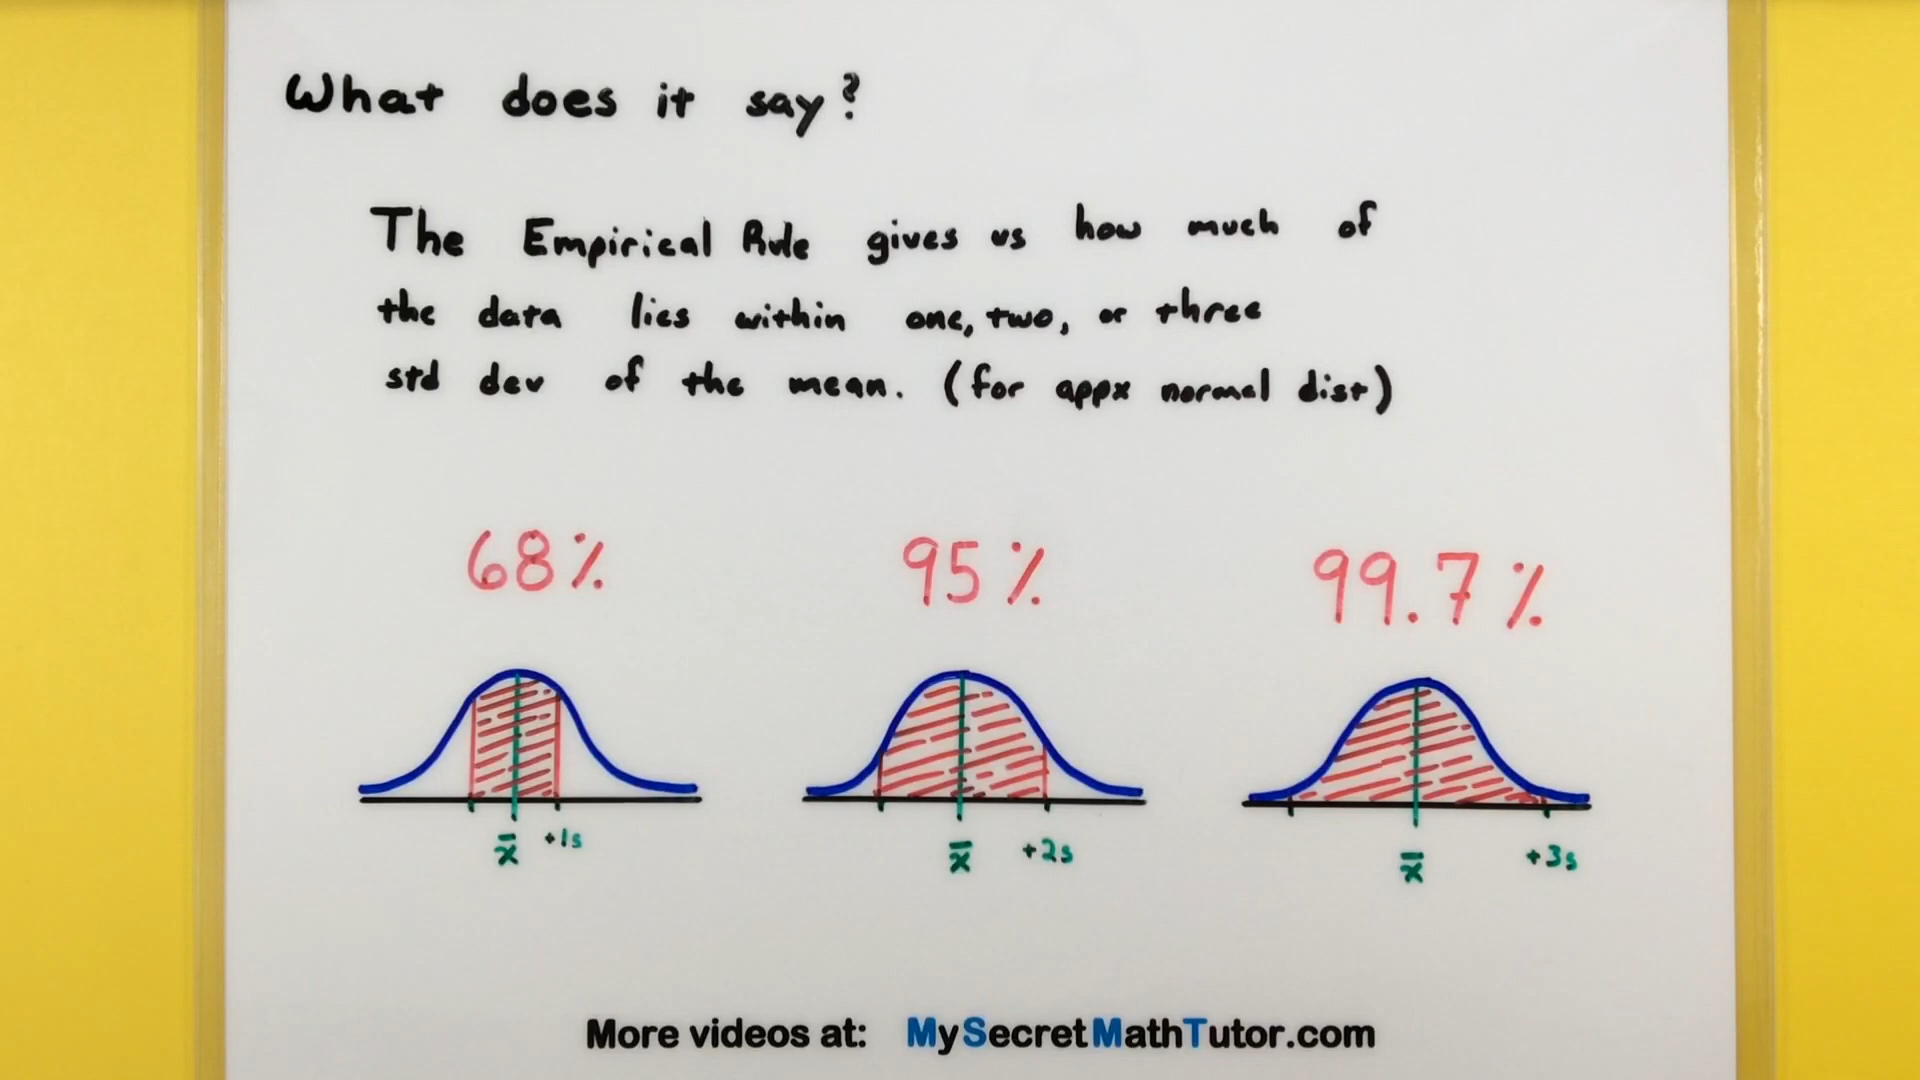 What does it say?
The Empirical Rule gives us how much of
the data lies within one, two, or three
std dev of the mean. (for appx normal dist)
68% 95% 99.7%
x̄ +1s x̄ +2s x̄ +3s
More videos at: MySecretMathTutor.com